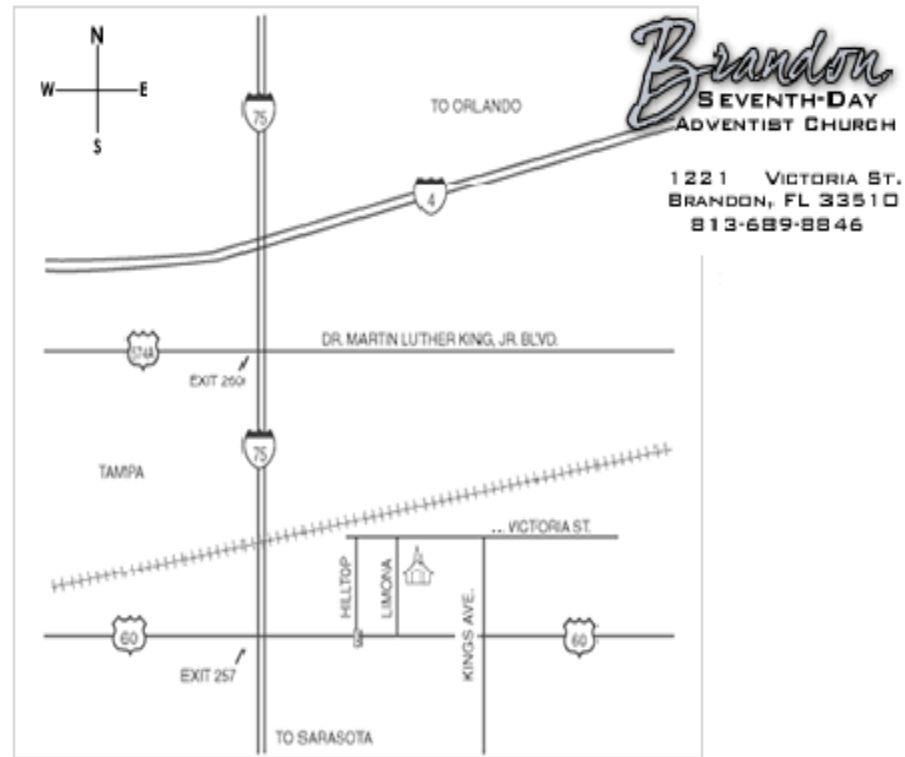 N
W E
S
75
TO ORLANDO
Brandon
SEVENTH-DAY
ADVENTIST CHURCH
1221 VICTORIA ST.
BRANDON, FL 33510
813-689-8846
4
574A
DR. MARTIN LUTHER KING, JR. BLVD.
EXIT 260
75
TAMPA
... VICTORIA ST.
HILLTOP
LIMONA
KINGS AVE.
60
60
EXIT 257
TO SARASOTA